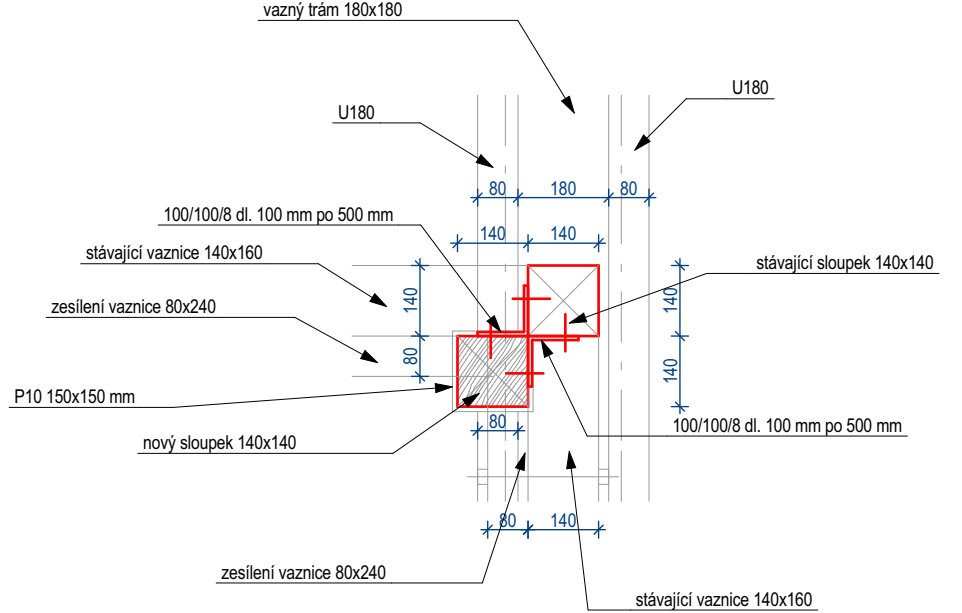 vazný trám 180x180
U180
U180
80
180
80
100/100/8 dl. 100 mm po 500 mm
140
140
stávající vaznice 140x160
stávající sloupek 140x140
140
zesílení vaznice 80x240
80
140
P10 150x150 mm
80
100/100/8 dl. 100 mm po 500 mm
nový sloupek 140x140
80
140
zesílení vaznice 80x240
stávající vaznice 140x160